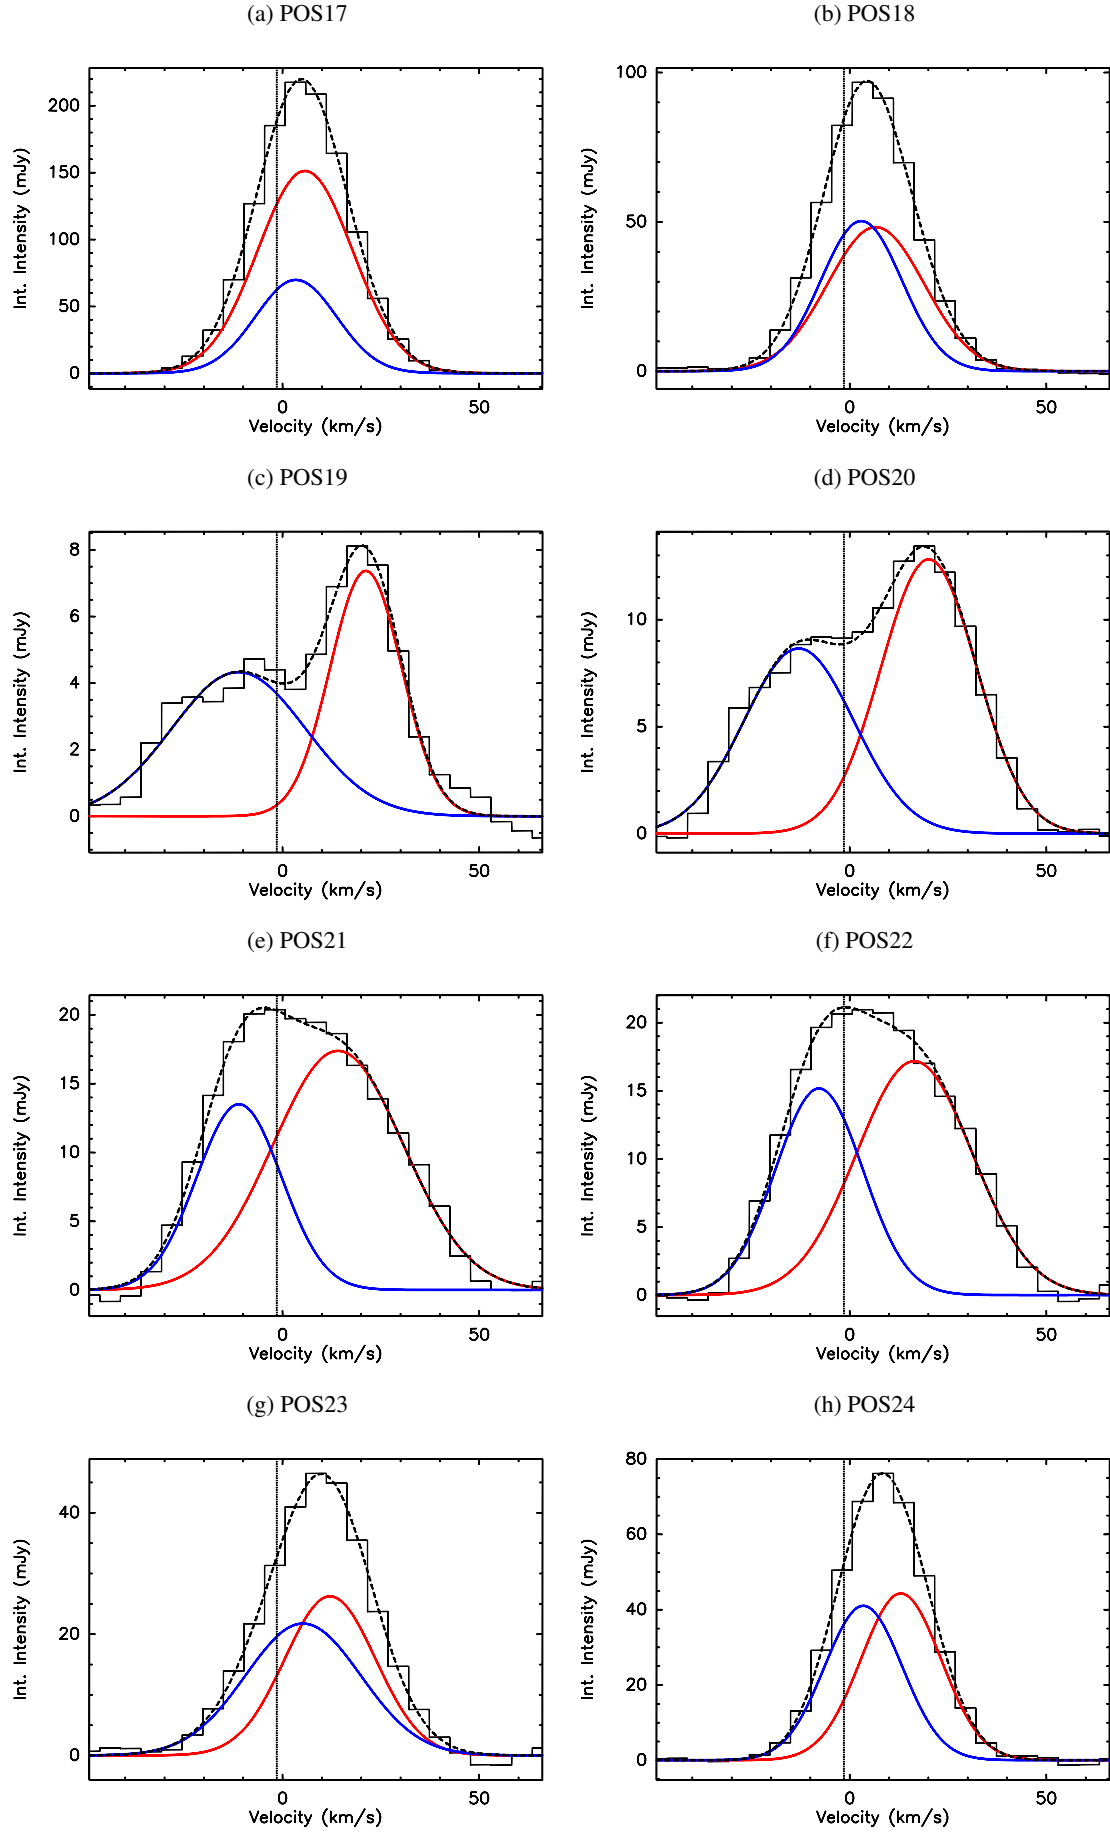 (a) POS17
(b) POS18
200
150
100
50
0
Int. Intensity (mJy)
0
50
Velocity (km/s)
100
50
0
Int. Intensity (mJy)
0
50
Velocity (km/s)
(c) POS19
(d) POS20
8
6
4
2
0
Int. Intensity (mJy)
0
50
Velocity (km/s)
10
5
0
Int. Intensity (mJy)
0
50
Velocity (km/s)
(e) POS21
(f) POS22
20
15
10
5
0
Int. Intensity (mJy)
0
50
Velocity (km/s)
20
15
10
5
0
Int. Intensity (mJy)
0
50
Velocity (km/s)
(g) POS23
(h) POS24
40
20
0
Int. Intensity (mJy)
0
50
Velocity (km/s)
80
60
40
20
0
Int. Intensity (mJy)
0
50
Velocity (km/s)